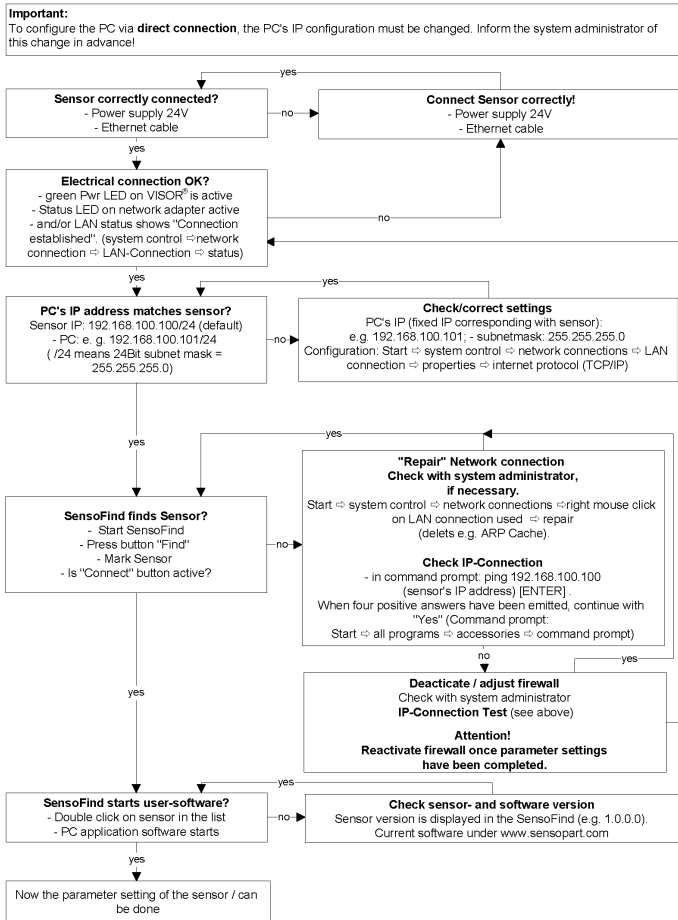 Important:
To configure the PC via direct connection, the PC's IP configuration must be changed. Inform the system administrator of
this change in advance!
yes
Sensor correctly connected?
- Power supply 24V
- Ethernet cable
no
Connect Sensor correctly!
- Power supply 24V
- Ethernet cable
yes
Electrical connection OK?
- green Pwr LED on VISOR® is active
- Status LED on network adapter active
- and/or LAN status shows "Connection
established". (system control ⇨network
connection ⇨ LAN-Connection ⇨ status)
no
yes
yes
PC's IP address matches sensor?
Sensor IP: 192.168.100.100/24 (default)
- PC: e. g. 192.168.100.101/24
( /24 means 24Bit subnet mask =
255.255.255.0)
no
Check/correct settings
PC's IP (fixed IP corresponding with sensor):
e.g. 192.168.100.101; - subnetmask: 255.255.255.0
Configuration: Start ⇨ system control ⇨ network connections ⇨ LAN
connection ⇨ properties ⇨ internet protocol (TCP/IP)
yes
yes
SensoFind finds Sensor?
- Start SensoFind
- Press button "Find"
- Mark Sensor
- Is "Connect" button active?
no
"Repair" Network connection
Check with system administrator,
if necessary.
Start ⇨ system control ⇨ network connections ⇨right mouse click
on LAN connection used ⇨ repair
(delets e.g. ARP Cache).
Check IP-Connection
- in command prompt: ping 192.168.100.100
(sensor's IP address) [ENTER] .
When four positive answers have been emitted, continue with
"Yes" (Command prompt:
Start ⇨ all programs ⇨ accessories ⇨ command prompt)
no
yes
Deacticate / adjust firewall
Check with system administrator
IP-Connection Test (see above)
Attention!
Reactivate firewall once parameter settings
have been completed.
yes
yes
SensoFind starts user-software?
- Double click on sensor in the list
- PC application software starts
no
Check sensor- and software version
Sensor version is displayed in the SensoFind (e.g. 1.0.0.0).
Current software under www.sensopart.com
yes
Now the parameter setting of the sensor / can
be done